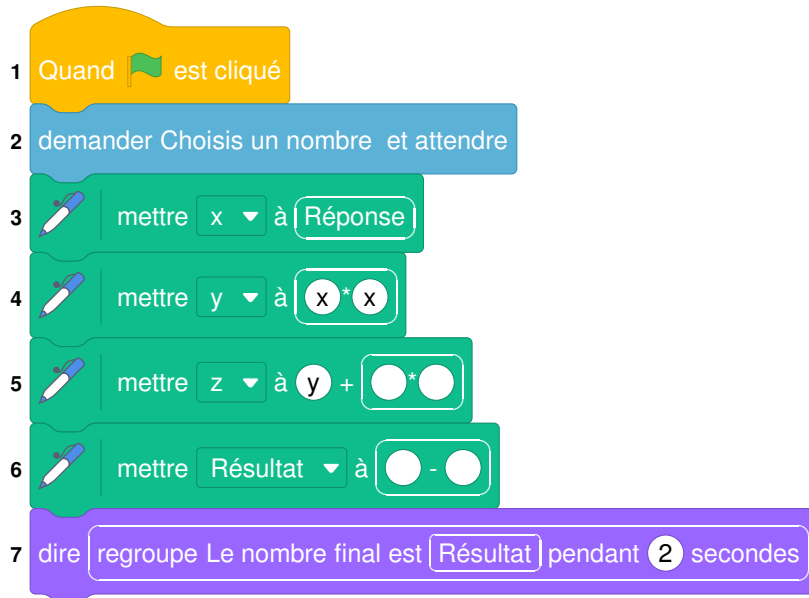 1 Quand est cliqué
2 demander Choisis un nombre et attendre
3 mettre x à Réponse
4 mettre y à x * x
5 mettre z à y + *
6 mettre Résultat à -
7 dire regroupe Le nombre final est Résultat pendant 2 secondes